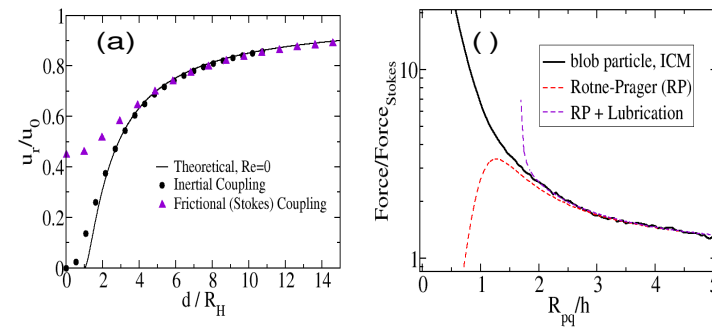 (a)
u_r/u_0
1
0.8
0.6
0.4
0.2
0
Theoretical, Re=0
Inertial Coupling
Frictional (Stokes) Coupling
0 2 4 6 8 10 12 14
d / R_H
()
Force/Force_Stokes
10
1
blob particle, ICM
Rotne-Prager (RP)
RP + Lubrication
0 1 2 3 4 5
R_pq/h